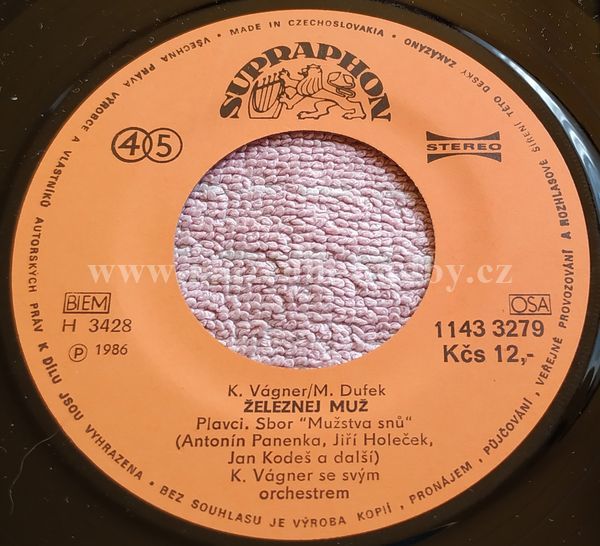 MADE IN CZECHOSLOVAKIA • VŠECHNA PRÁVA VÝROBCE A VLASTNÍKŮ AUTORSKÝCH PRÁV K DÍLU JSOU VYHRAZENA • BEZ SOUHLASU JE VÝROBA KOPIÍ, PRONÁJEM, PŮJČOVÁNÍ, VEŘEJNÉ PROVOZOVÁNÍ A ROZHLASOVÉ ŠÍŘENÍ TÉTO DESKY ZAKÁZÁNO •
SUPRAPHON
45
STEREO
BIEM
H 3428
Ⓟ 1986
OSA
1143 3279
Kčs 12,-
K. Vágner/M. Dufek
ŽELEZNEJ MUŽ
Plavci. Sbor "Mužstva snů"
(Antonín Panenka, Jiří Holeček,
Jan Kodeš a další)
K. Vágner se svým
orchestrem